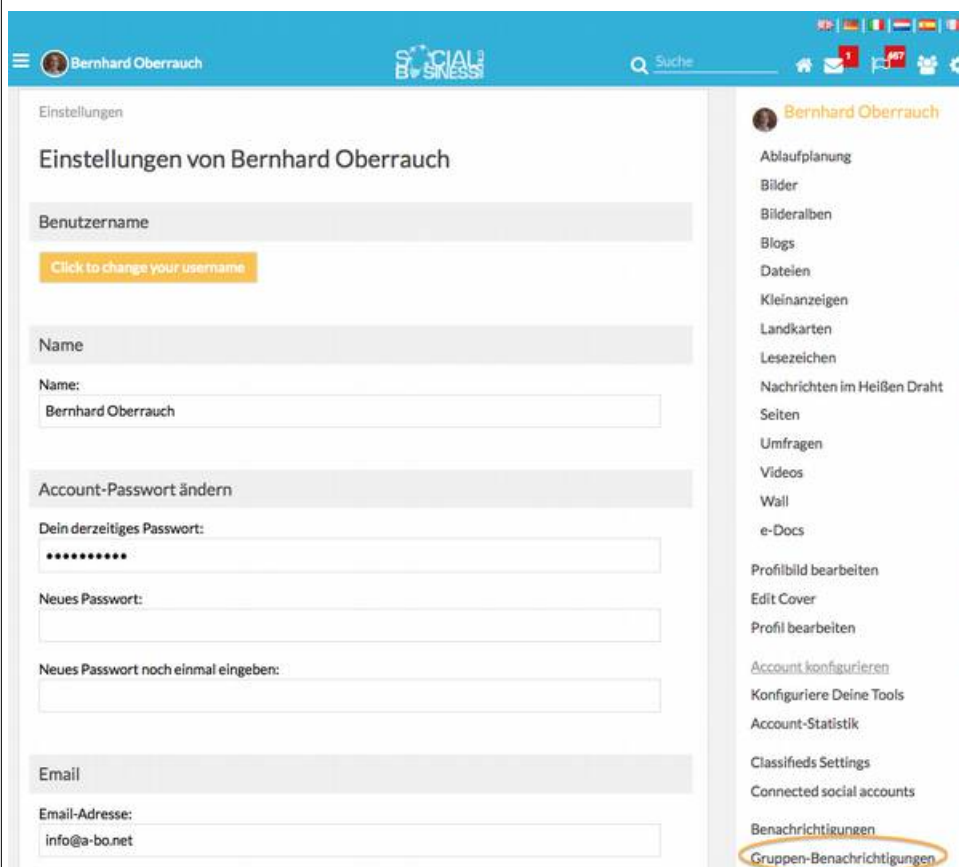 Bernhard Oberrauch
SOCIAL
BUSINESS
Suche
1
467
Einstellungen
Einstellungen von Bernhard Oberrauch
Benutzername
Click to change your username
Name
Name:
Bernhard Oberrauch
Account-Passwort ändern
Dein derzeitiges Passwort:
••••••••••
Neues Passwort:
Neues Passwort noch einmal eingeben:
Email
Email-Adresse:
info@a-bo.net
Bernhard Oberrauch
Ablaufplanung
Bilder
Bilderalben
Blogs
Dateien
Kleinanzeigen
Landkarten
Lesezeichen
Nachrichten im Heißen Draht
Seiten
Umfragen
Videos
Wall
e-Docs
Profilbild bearbeiten
Edit Cover
Profil bearbeiten
Account konfigurieren
Konfiguriere Deine Tools
Account-Statistik
Classifieds Settings
Connected social accounts
Benachrichtigungen
Gruppen-Benachrichtigungen